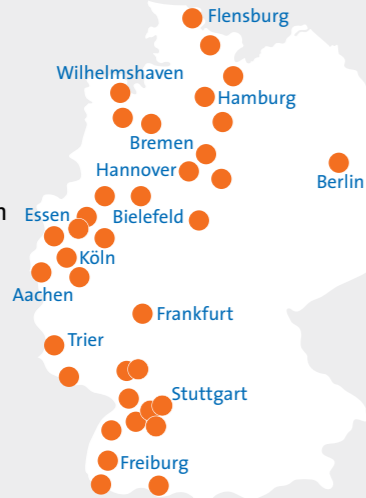 Flensburg
Wilhelmshaven
Hamburg
Bremen
Hannover
Berlin
Essen
Bielefeld
Köln
Aachen
Frankfurt
Trier
Stuttgart
Freiburg